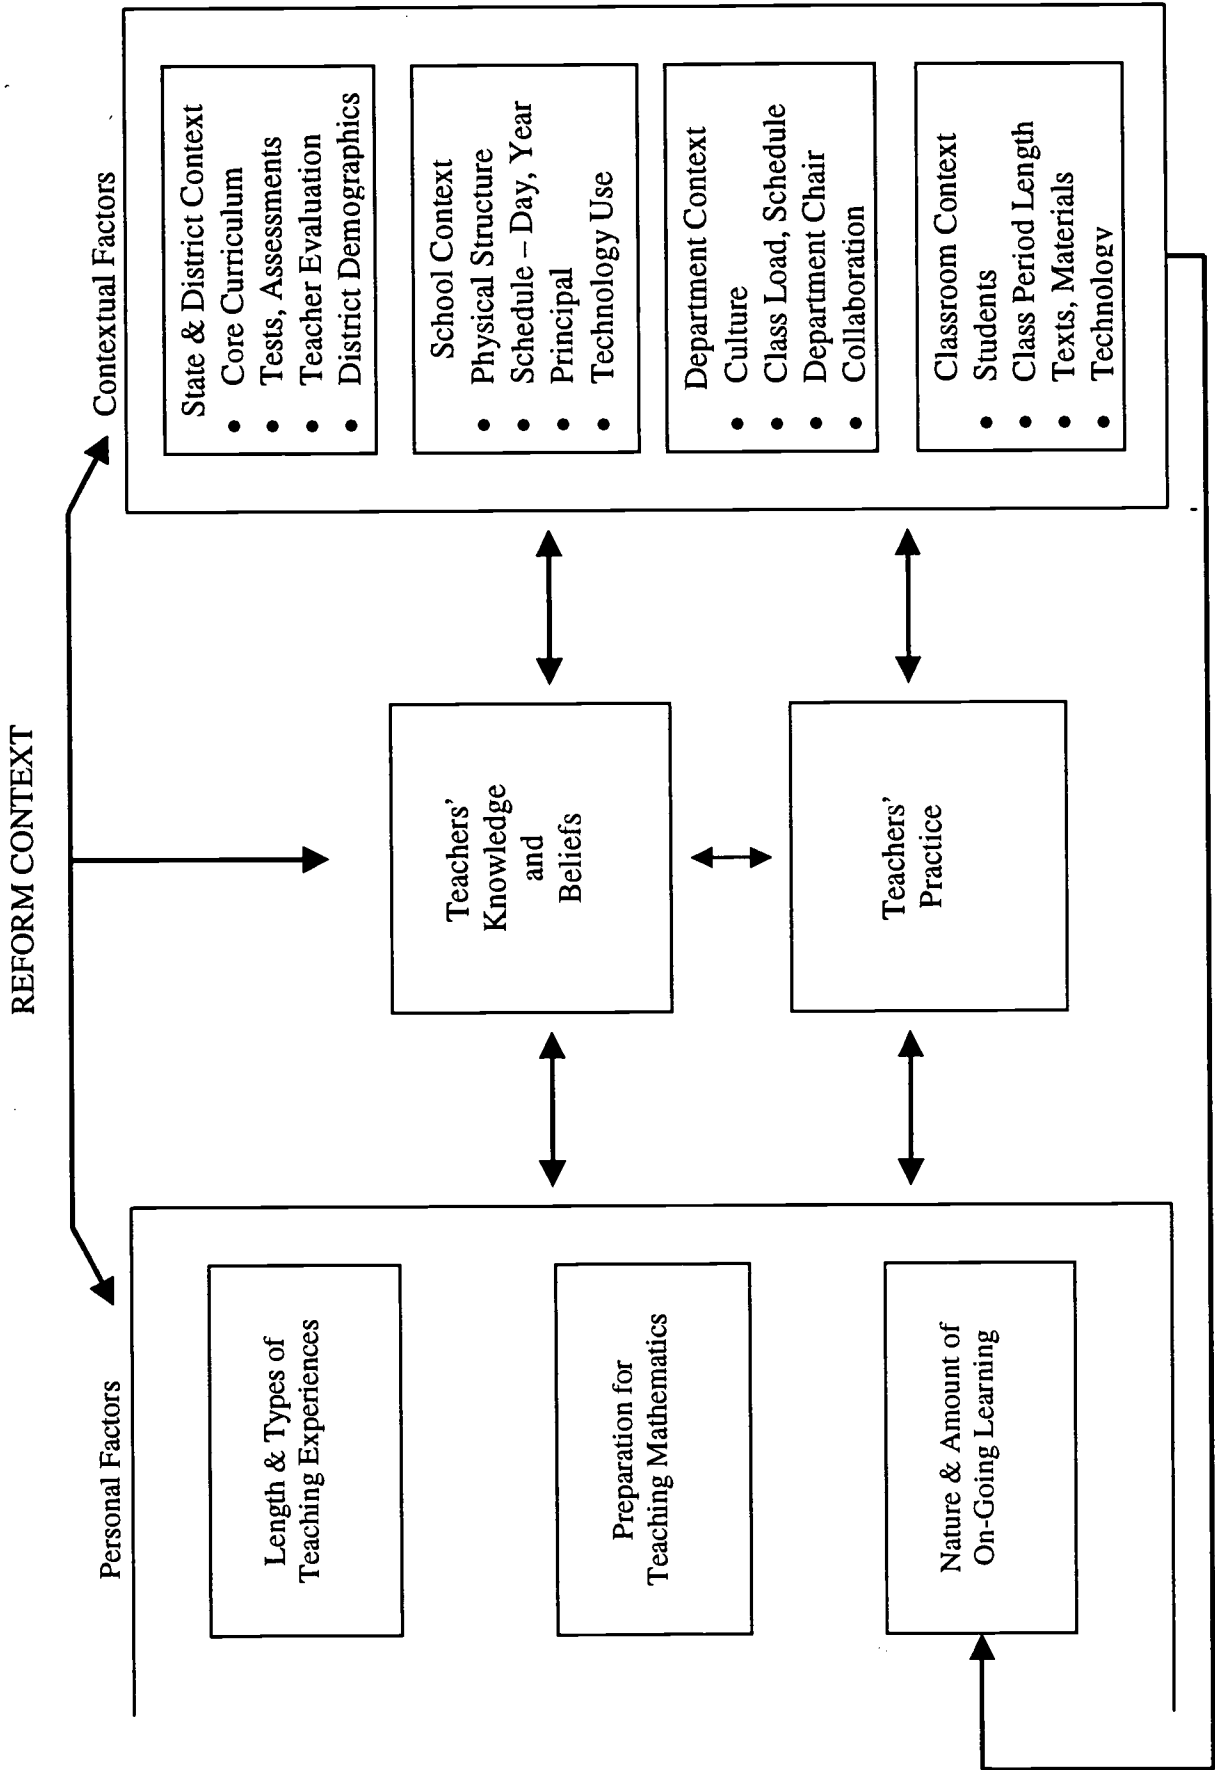 REFORM CONTEXT
Personal Factors
Length & Types of
Teaching Experiences
Preparation for
Teaching Mathematics
Nature & Amount of
On-Going Learning
Teachers’
Knowledge
and
Beliefs
Teachers’
Practice
Contextual Factors
State & District Context
• Core Curriculum
• Tests, Assessments
• Teacher Evaluation
• District Demographics
School Context
• Physical Structure
• Schedule – Day, Year
• Principal
• Technology Use
Department Context
• Culture
• Class Load, Schedule
• Department Chair
• Collaboration
Classroom Context
• Students
• Class Period Length
• Texts, Materials
• Technology